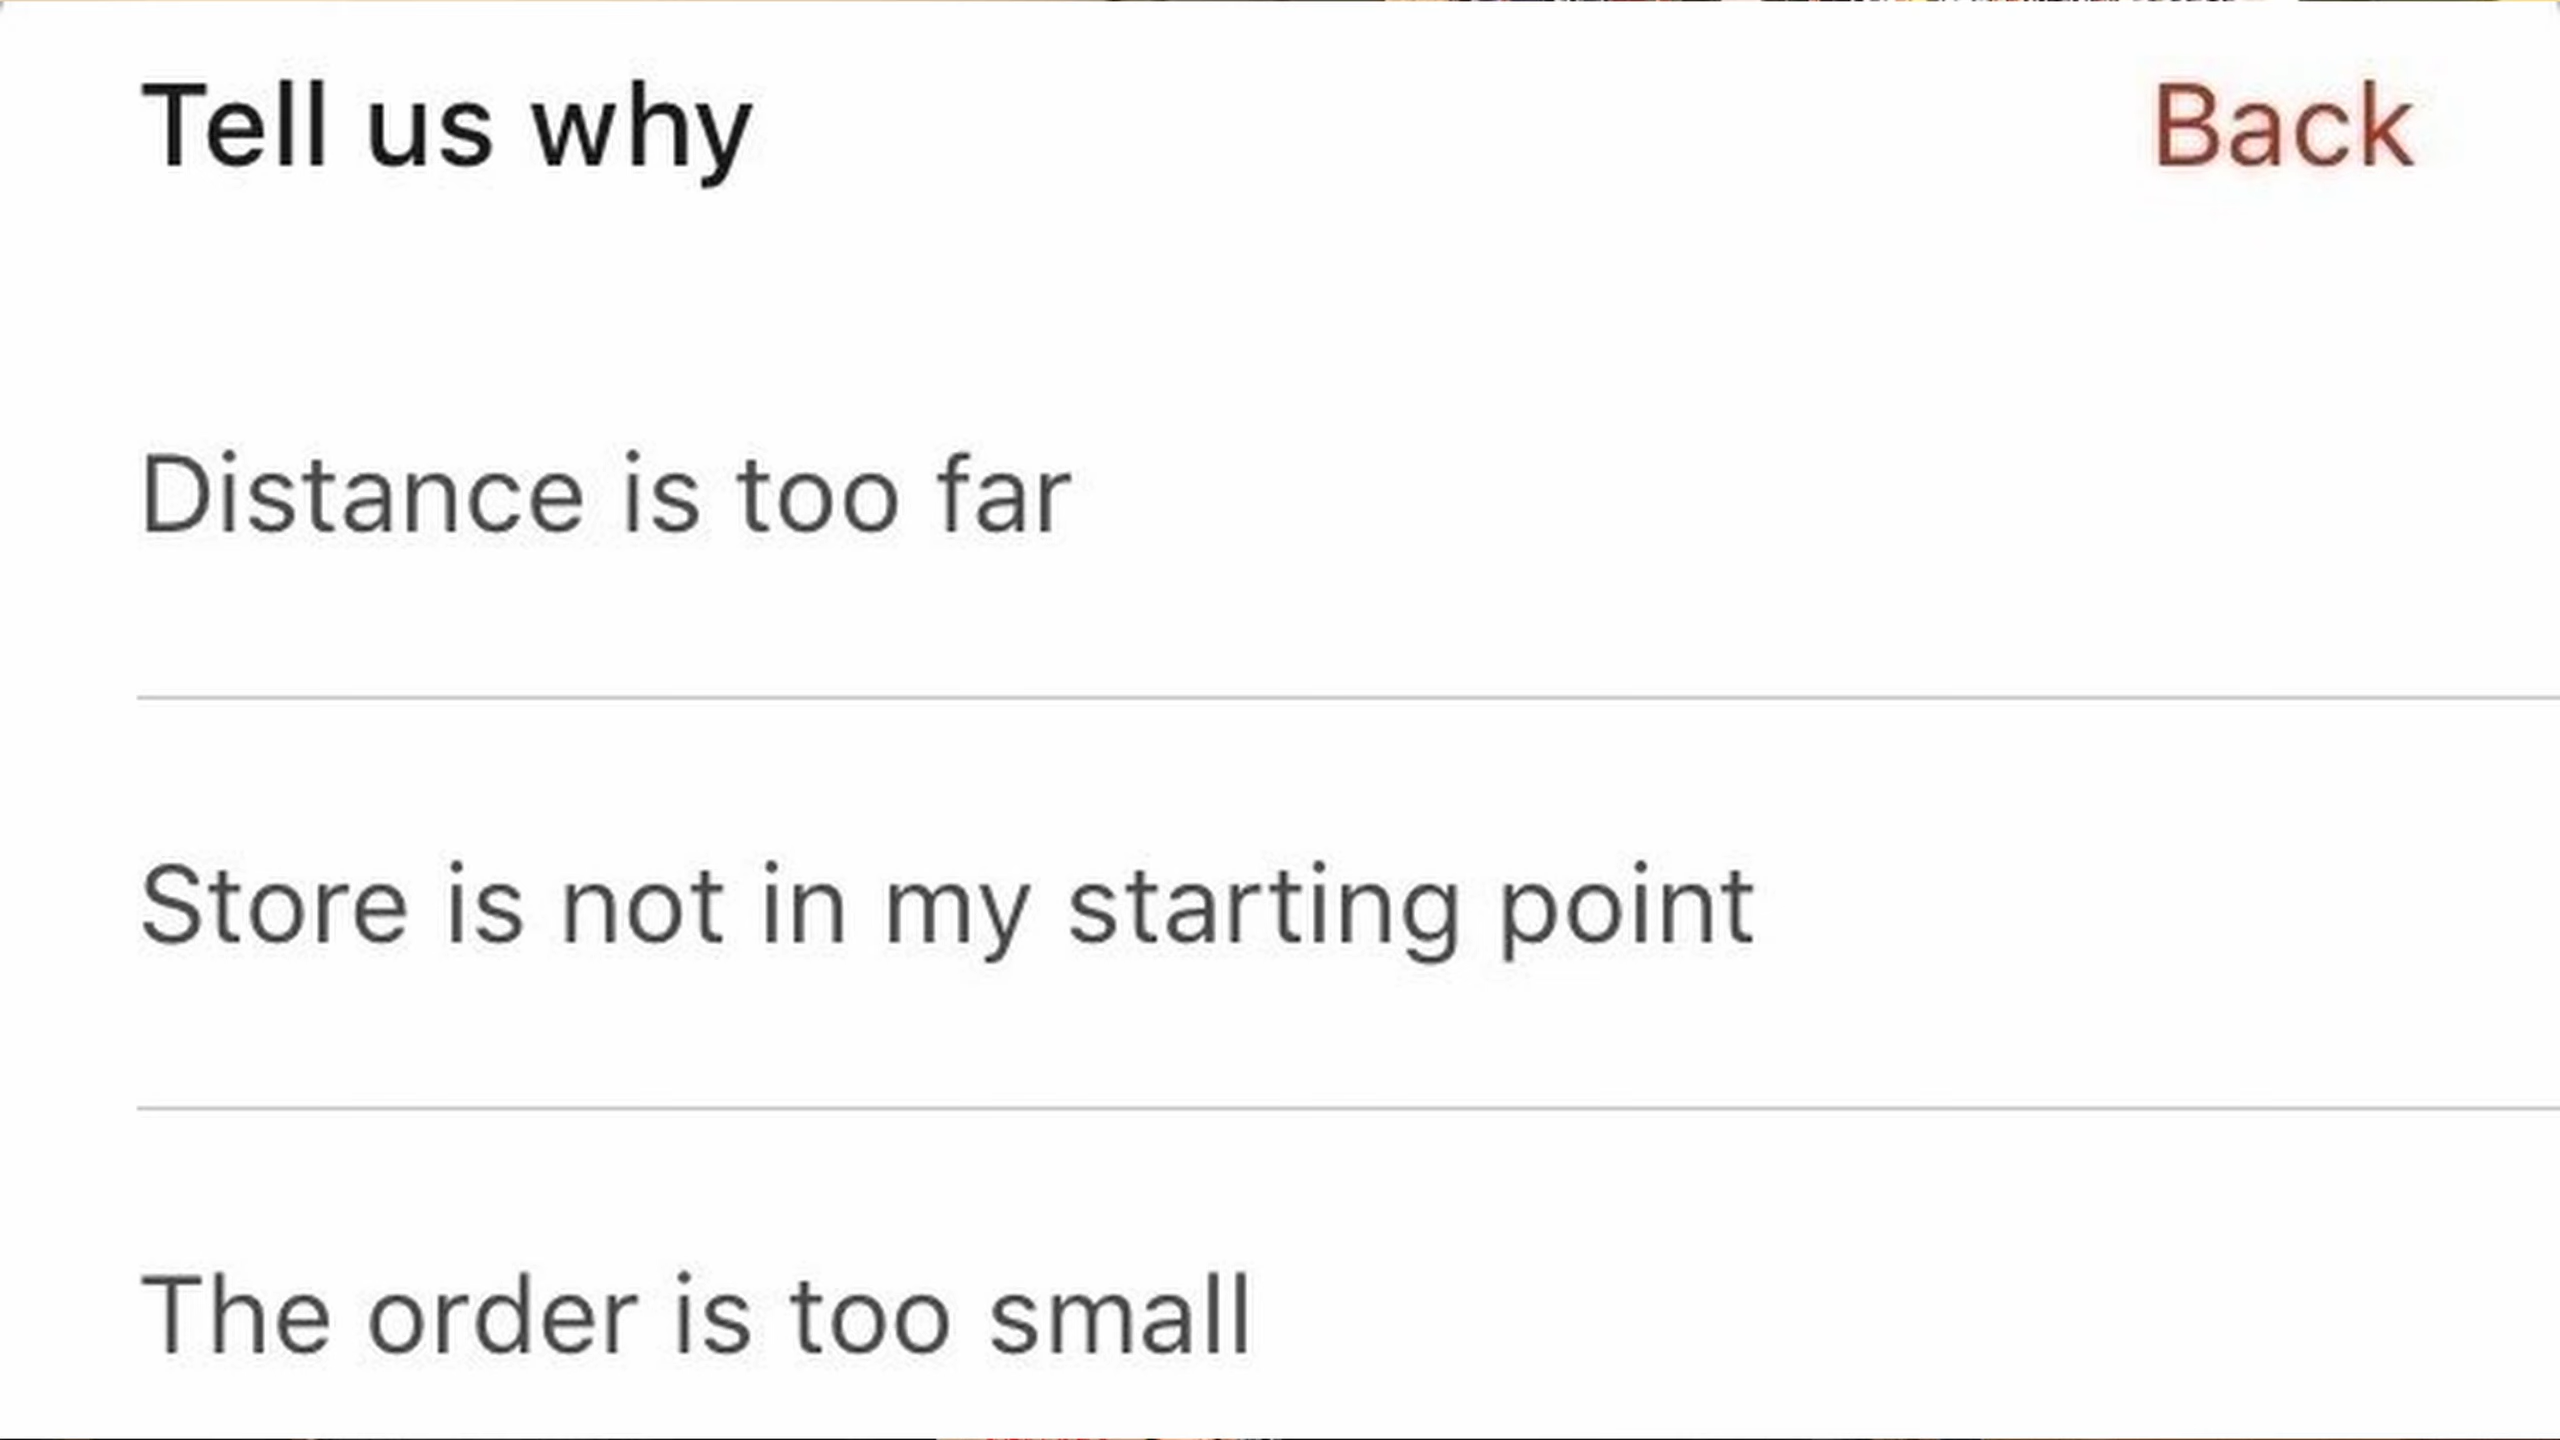 Tell us why
Back
Distance is too far
Store is not in my starting point
The order is too small